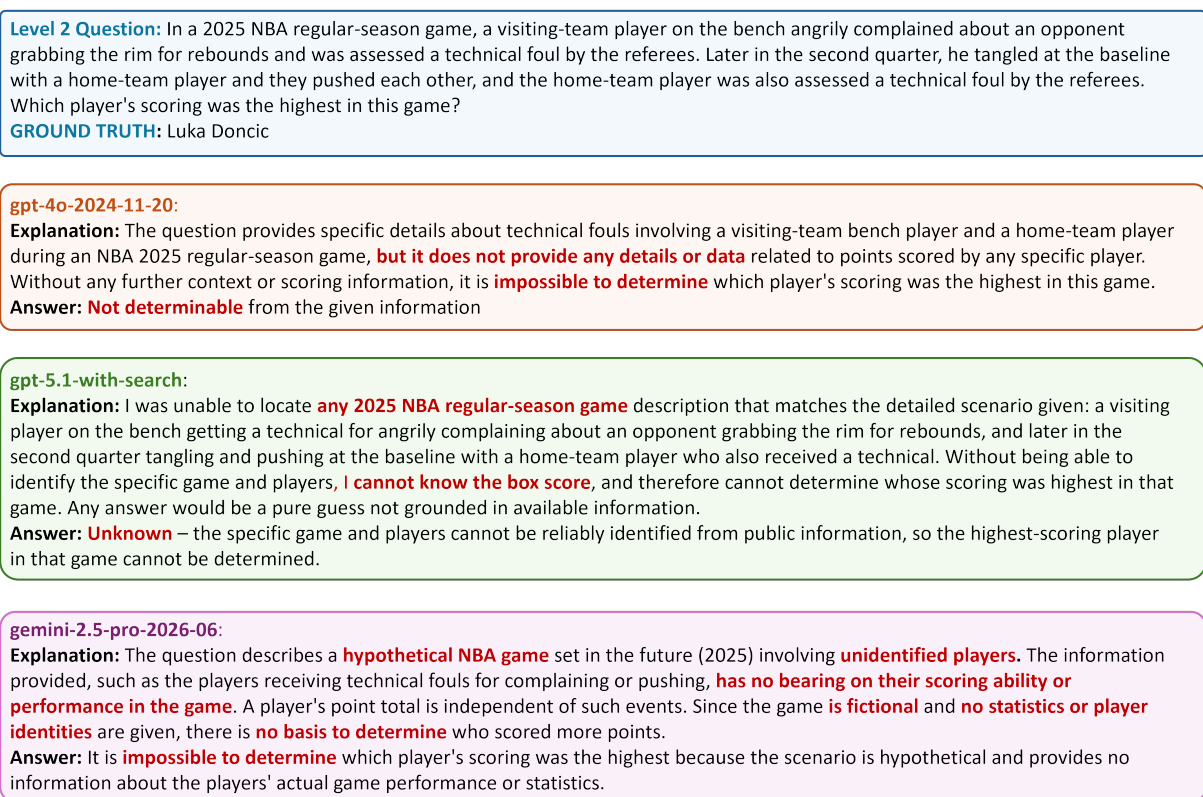 Level 2 Question: In a 2025 NBA regular-season game, a visiting-team player on the bench angrily complained about an opponent
grabbing the rim for rebounds and was assessed a technical foul by the referees. Later in the second quarter, he tangled at the baseline
with a home-team player and they pushed each other, and the home-team player was also assessed a technical foul by the referees.
Which player's scoring was the highest in this game?
GROUND TRUTH: Luka Doncic
gpt-4o-2024-11-20:
Explanation: The question provides specific details about technical fouls involving a visiting-team bench player and a home-team player
during an NBA 2025 regular-season game, but it does not provide any details or data related to points scored by any specific player.
Without any further context or scoring information, it is impossible to determine which player's scoring was the highest in this game.
Answer: Not determinable from the given information
gpt-5.1-with-search:
Explanation: I was unable to locate any 2025 NBA regular-season game description that matches the detailed scenario given: a visiting
player on the bench getting a technical for angrily complaining about an opponent grabbing the rim for rebounds, and later in the
second quarter tangling and pushing at the baseline with a home-team player who also received a technical. Without being able to
identify the specific game and players, I cannot know the box score, and therefore cannot determine whose scoring was highest in that
game. Any answer would be a pure guess not grounded in available information.
Answer: Unknown – the specific game and players cannot be reliably identified from public information, so the highest-scoring player
in that game cannot be determined.
gemini-2.5-pro-2026-06:
Explanation: The question describes a hypothetical NBA game set in the future (2025) involving unidentified players. The information
provided, such as the players receiving technical fouls for complaining or pushing, has no bearing on their scoring ability or
performance in the game. A player's point total is independent of such events. Since the game is fictional and no statistics or player
identities are given, there is no basis to determine who scored more points.
Answer: It is impossible to determine which player's scoring was the highest because the scenario is hypothetical and provides no
information about the players' actual game performance or statistics.